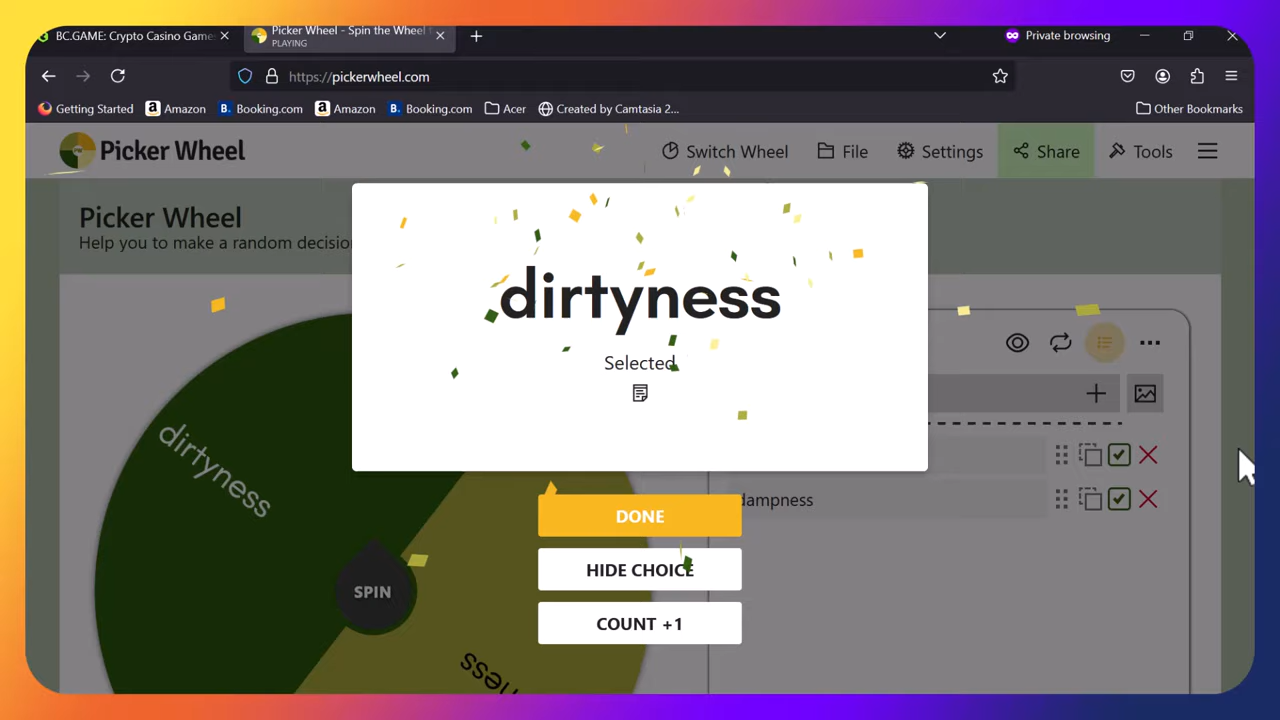 BC.GAME: Crypto Casino Game
Picker Wheel - Spin the Wheel
PLAYING
Private browsing
https://pickerwheel.com
Getting Started
Amazon
B. Booking.com
Amazon
B. Booking.com
Acer
Created by Camtasia 2...
Other Bookmarks
Picker Wheel
Switch Wheel
File
Settings
Share
Tools
Picker Wheel
Help you to make a random decision
dirtyness
Selected
dirtyness
dampness
DONE
SPIN
HIDE CHOICE
COUNT +1